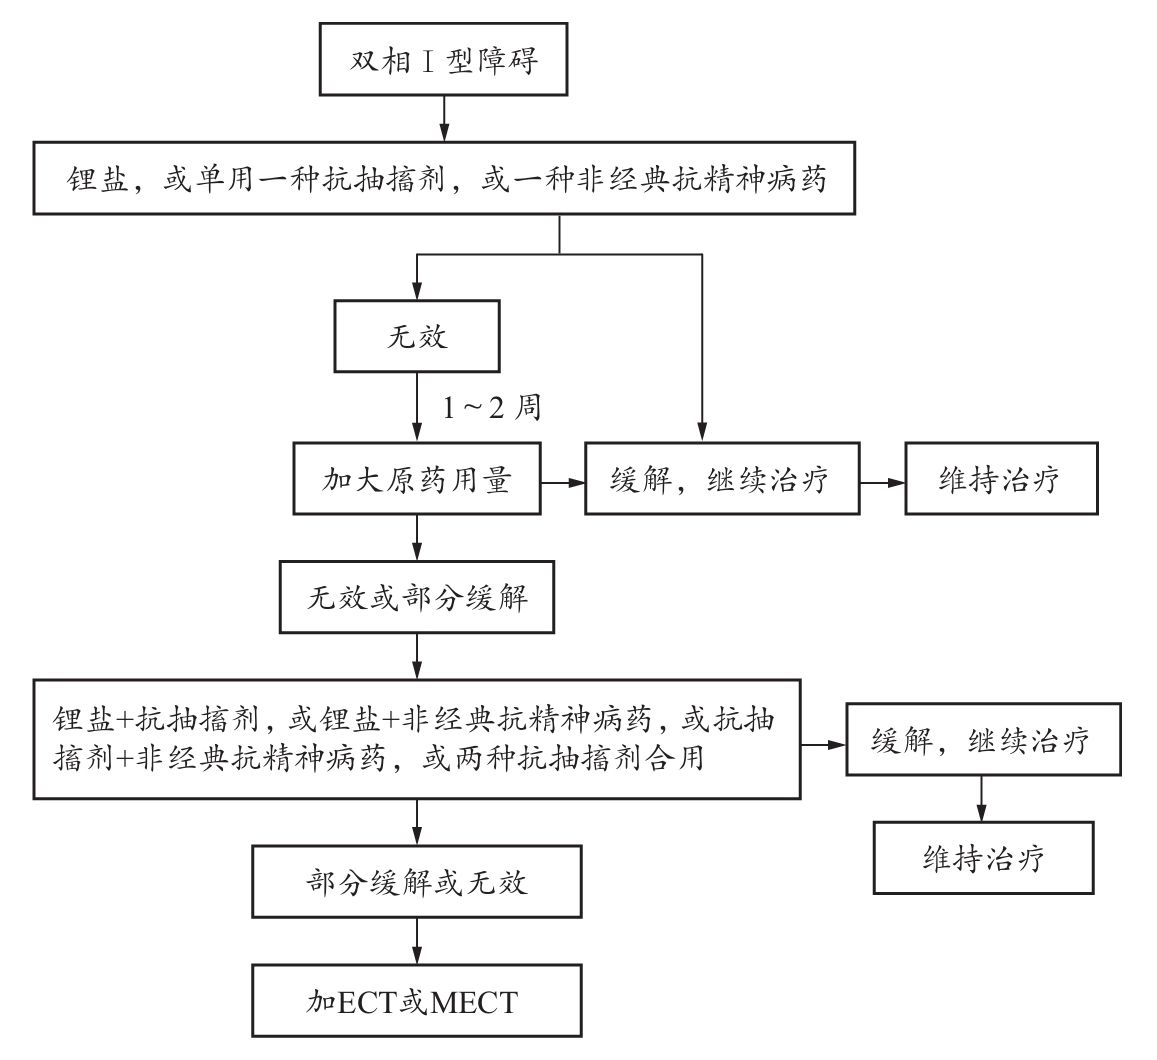 双相Ⅰ型障碍
锂盐，或单用一种抗抽搐剂，或一种非经典抗精神病药
无效
1~2 周
加大原药用量
缓解，继续治疗
维持治疗
无效或部分缓解
锂盐+抗抽搐剂，或锂盐+非经典抗精神病药，或抗抽
搐剂+非经典抗精神病药，或两种抗抽搐剂合用
缓解，继续治疗
维持治疗
部分缓解或无效
加ECT或MECT